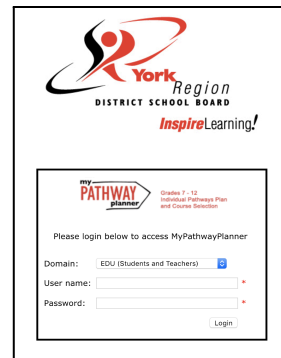 York
Region
DISTRICT SCHOOL BOARD
InspireLearning!
my
PATHWAY
planner
Grades 7 - 12
Individual Pathways Plan
and Course Selection
Please login below to access MyPathwayPlanner
Domain: EDU (Students and Teachers)
User name: *
Password: *
Login